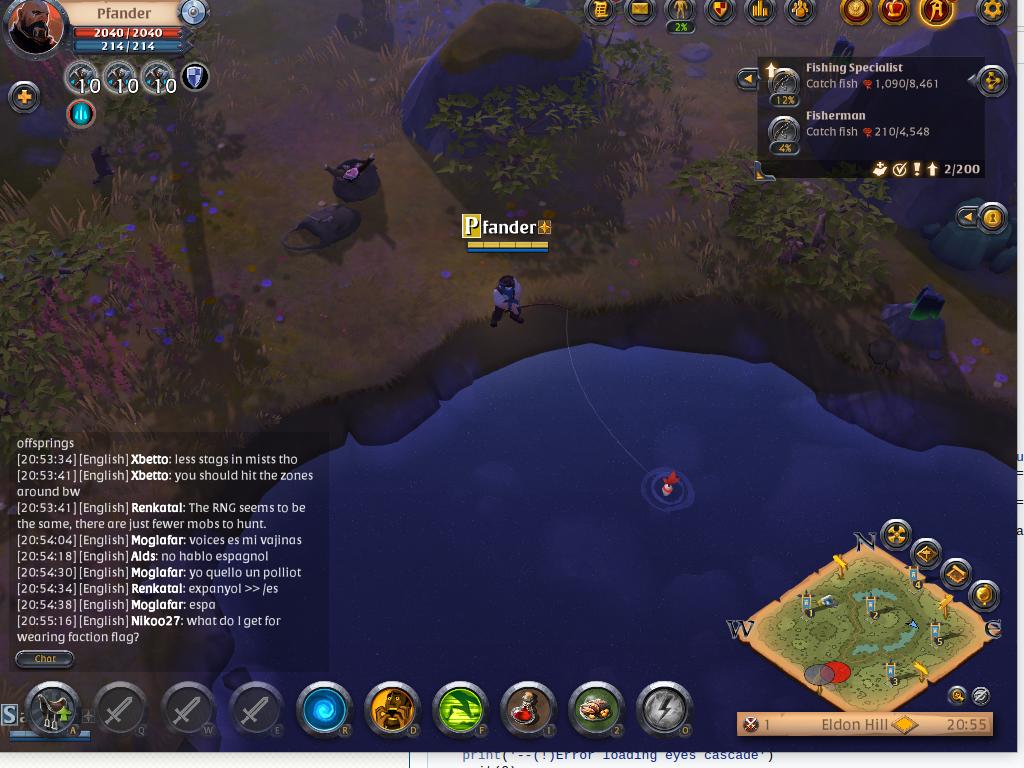 Pfander
2040/2040
214/214
10
10
10
2%
Fishing Specialist
Catch fish 1,090/8,461
12%
Fisherman
Catch fish 210/4,548
4%
2/200
Pfander
offsprings
[20:53:34] [English] Xbetto: less stags in mists tho
[20:53:41] [English] Xbetto: you should hit the zones
around bw
[20:53:41] [English] Renkatal: The RNG seems to be
the same, there are just fewer mobs to hunt.
[20:54:04] [English] Moglafar: voices es mi vajinas
[20:54:18] [English] Alds: no hablo espagnol
[20:54:30] [English] Moglafar: yo quello un polliot
[20:54:34] [English] Renkatal: expanyol >> /es
[20:54:38] [English] Moglafar: espa
[20:55:16] [English] Nikoo27: what do I get for
wearing faction flag?
Chat
N
W
E
1
2
3
4
5
A
Q
W
E
R
D
F
1
2
O
1
Eldon Hill
20:55
print('--(!)Error loading eyes cascade')